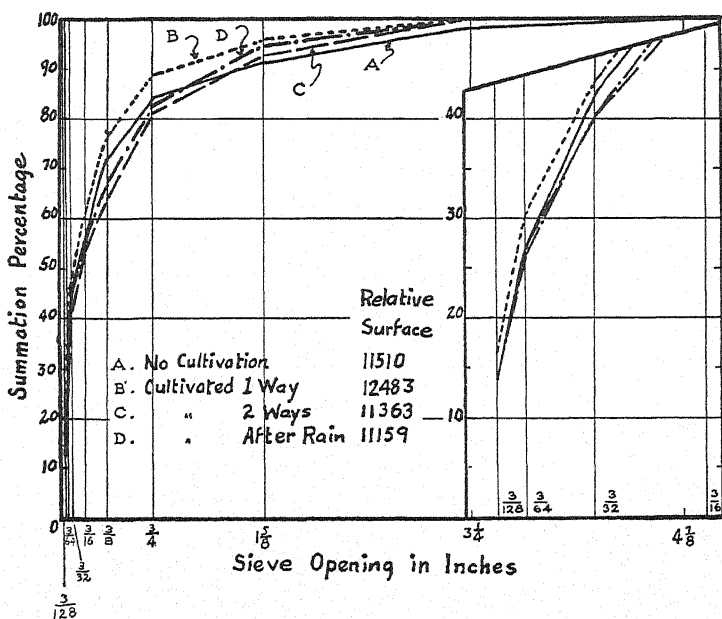 100
90
80
70
60
50
40
30
20
10
0
Summation Percentage
B
D
C
A
40
30
20
10
Relative
Surface
A. No Cultivation 11510
B. Cultivated 1 Way 12483
C. " 2 Ways 11363
D. " After Rain 11159
3/128
3/64
3/32
3/16
3/64
3/16
3/8
3/4
1 5/8
3 1/4
4 7/8
3/32
3/128
Sieve Opening in Inches